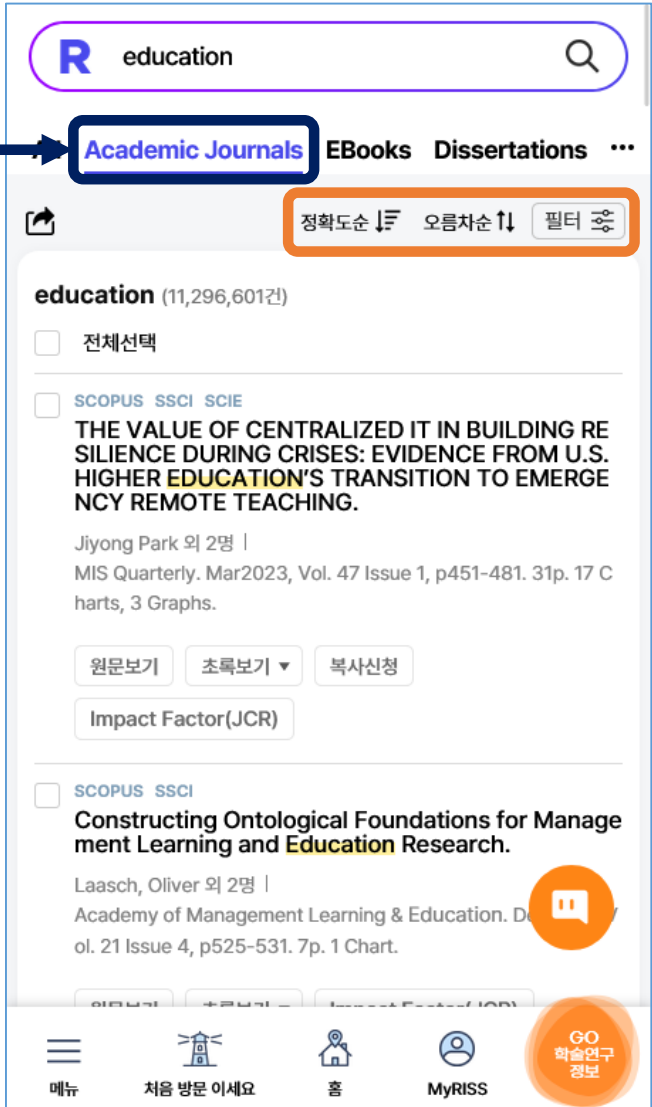 R education
Academic Journals EBooks Dissertations ···
정확도순 오름차순 필터
education (11,296,601건)
전체선택
SCOPUS SSCI SCIE
THE VALUE OF CENTRALIZED IT IN BUILDING RE
SILIENCE DURING CRISES: EVIDENCE FROM U.S.
HIGHER EDUCATION'S TRANSITION TO EMERGE
NCY REMOTE TEACHING.
Jiyong Park 외 2명 |
MIS Quarterly. Mar2023, Vol. 47 Issue 1, p451-481. 31p. 17 C
harts, 3 Graphs.
원문보기 초록보기 ▼ 복사신청
Impact Factor(JCR)
SCOPUS SSCI
Constructing Ontological Foundations for Manage
ment Learning and Education Research.
Laasch, Oliver 외 2명 |
Academy of Management Learning & Education.
ol. 21 Issue 4, p525-531. 7p. 1 Chart.
GO
학술연구
정보
메뉴 처음 방문 이세요 홈 MyRISS